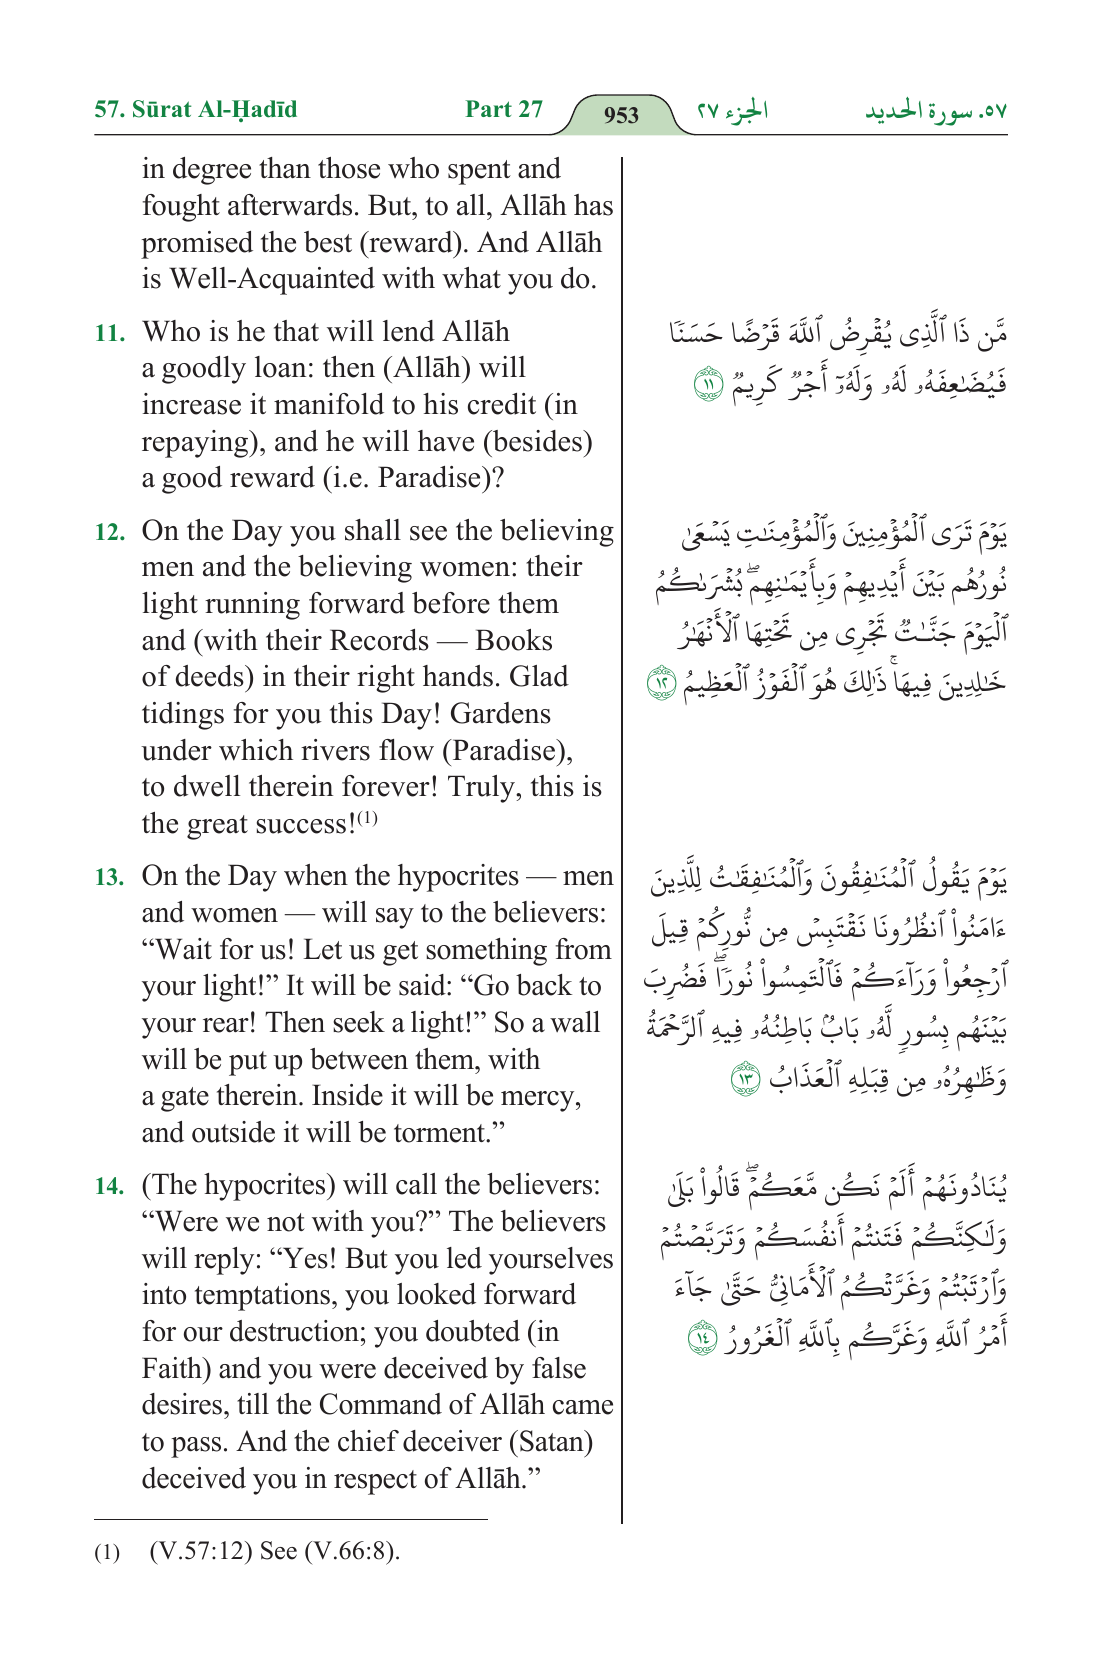 57. Sūrat Al-Ḥadīd Part 27 953 الجزء ٢٧ ٥٧. سورة الحديد
in degree than those who spent and
fought afterwards. But, to all, Allāh has
promised the best (reward). And Allāh
is Well-Acquainted with what you do.
11. Who is he that will lend Allāh
a goodly loan: then (Allāh) will
increase it manifold to his credit (in
repaying), and he will have (besides)
a good reward (i.e. Paradise)?
12. On the Day you shall see the believing
men and the believing women: their
light running forward before them
and (with their Records — Books
of deeds) in their right hands. Glad
tidings for you this Day! Gardens
under which rivers flow (Paradise),
to dwell therein forever! Truly, this is
the great success!(1)
13. On the Day when the hypocrites — men
and women — will say to the believers:
“Wait for us! Let us get something from
your light!” It will be said: “Go back to
your rear! Then seek a light!” So a wall
will be put up between them, with
a gate therein. Inside it will be mercy,
and outside it will be torment.”
14. (The hypocrites) will call the believers:
“Were we not with you?” The believers
will reply: “Yes! But you led yourselves
into temptations, you looked forward
for our destruction; you doubted (in
Faith) and you were deceived by false
desires, till the Command of Allāh came
to pass. And the chief deceiver (Satan)
deceived you in respect of Allāh.”
مَّن ذَا ٱلَّذِى يُقْرِضُ ٱللَّهَ قَرْضًا حَسَنًا
فَيُضَـٰعِفَهُۥ لَهُۥ وَلَهُۥٓ أَجْرٌ كَرِيمٌ ١١
يَوْمَ تَرَى ٱلْمُؤْمِنِينَ وَٱلْمُؤْمِنَـٰتِ يَسْعَىٰ
نُورُهُم بَيْنَ أَيْدِيهِمْ وَبِأَيْمَـٰنِهِم ۖ بُشْرَىٰكُمُ
ٱلْيَوْمَ جَنَّـٰتٌ تَجْرِى مِن تَحْتِهَا ٱلْأَنْهَـٰرُ
خَـٰلِدِينَ فِيهَا ۚ ذَٰلِكَ هُوَ ٱلْفَوْزُ ٱلْعَظِيمُ ١٢
يَوْمَ يَقُولُ ٱلْمُنَـٰفِقُونَ وَٱلْمُنَـٰفِقَـٰتُ لِلَّذِينَ
ءَامَنُوا۟ ٱنظُرُونَا نَقْتَبِسْ مِن نُّورِكُمْ قِيلَ
ٱرْجِعُوا۟ وَرَآءَكُمْ فَٱلْتَمِسُوا۟ نُورًا ۖ فَضُرِبَ
بَيْنَهُم بِسُورٍ لَّهُۥ بَابٌۢ بَاطِنُهُۥ فِيهِ ٱلرَّحْمَةُ
وَظَـٰهِرُهُۥ مِن قِبَلِهِ ٱلْعَذَابُ ١٣
يُنَادُونَهُمْ أَلَمْ نَكُن مَّعَكُمْ ۖ قَالُوا۟ بَلَىٰ
وَلَـٰكِنَّكُمْ فَتَنتُمْ أَنفُسَكُمْ وَتَرَبَّصْتُمْ
وَٱرْتَبْتُمْ وَغَرَّتْكُمُ ٱلْأَمَانِىُّ حَتَّىٰ جَآءَ
أَمْرُ ٱللَّهِ وَغَرَّكُم بِٱللَّهِ ٱلْغَرُورُ ١٤
(1) (V.57:12) See (V.66:8).